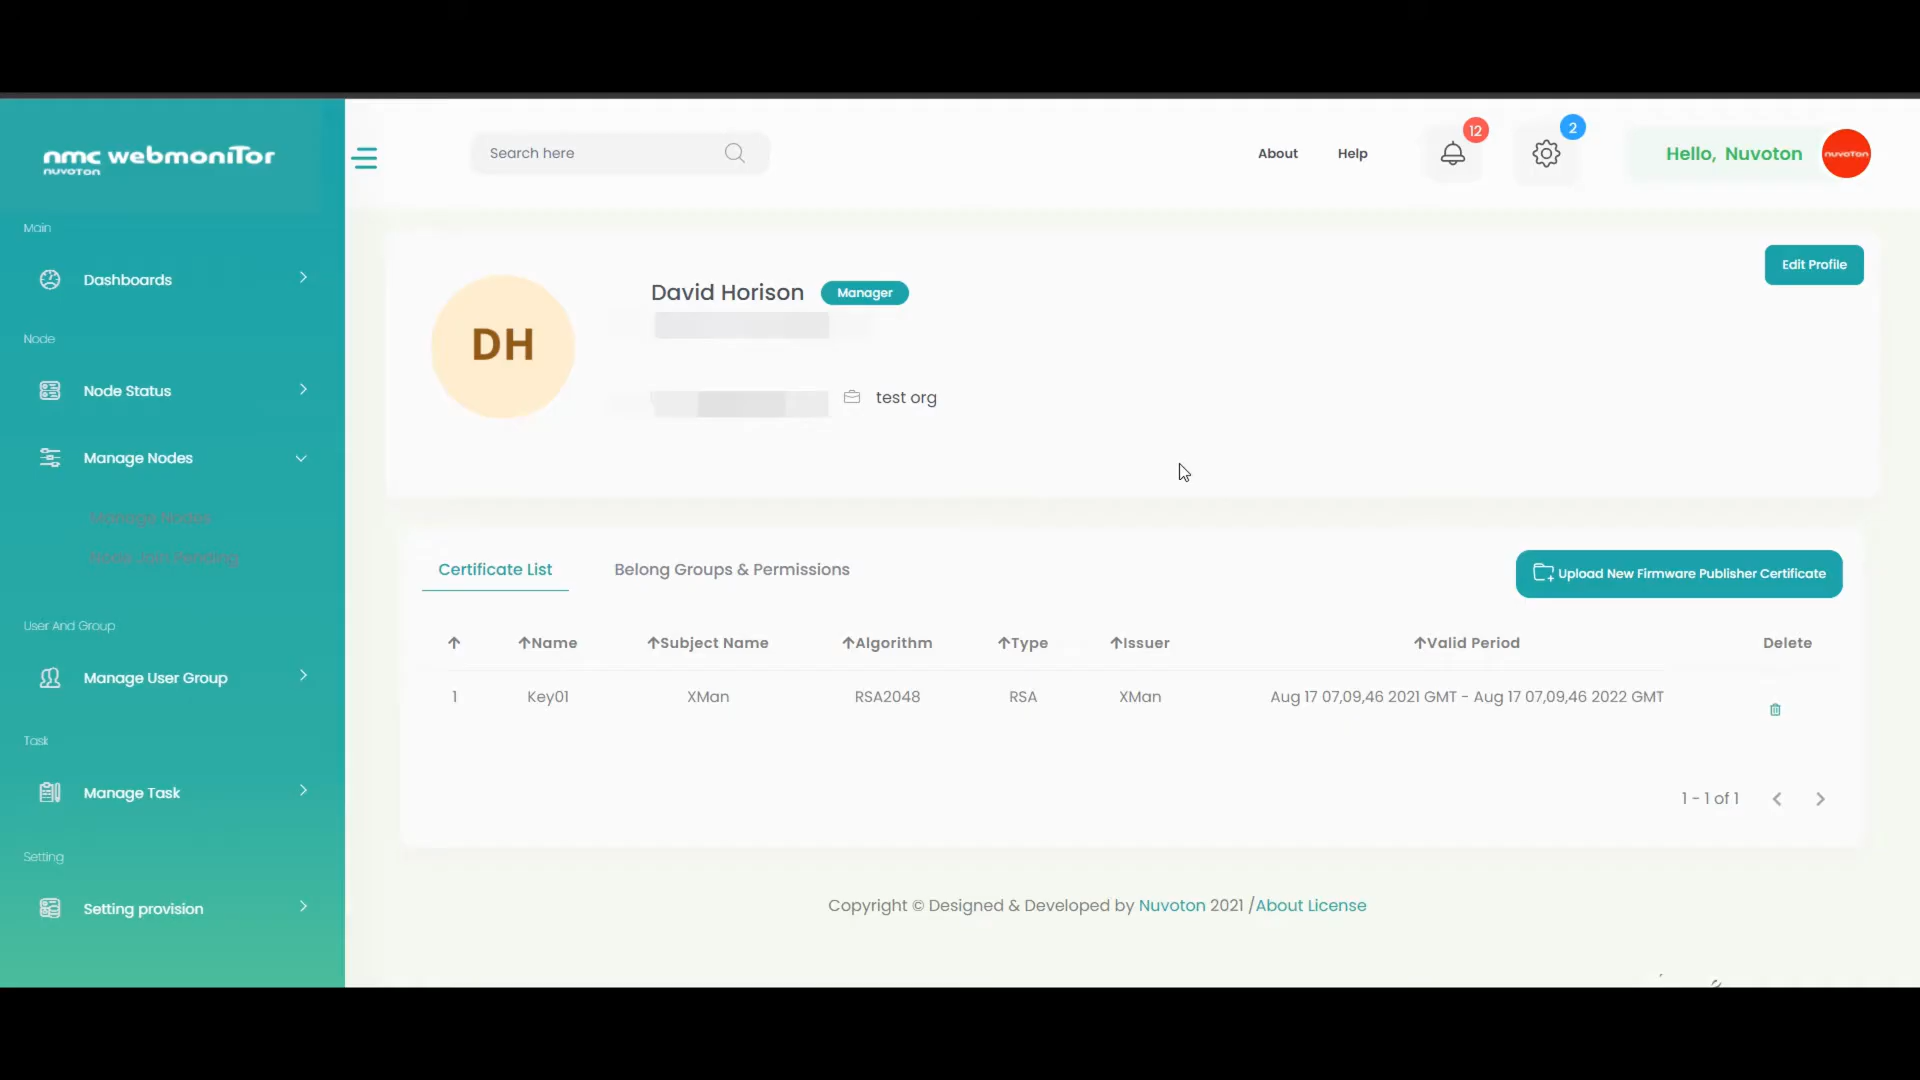 nmc webmoniTor
nuvoTon
Search here
About
Help
12
2
Hello, Nuvoton
nuvoTon
Main
Dashboards
Node
Node Status
Manage Nodes
Manage Nodes
User And Group
Manage User Group
Task
Manage Task
Setting
Setting provision
Edit Profile
DH
David Horison
Manager
test org
Certificate List
Belong Groups & Permissions
Upload New Firmware Publisher Certificate
↑ ↑Name ↑Subject Name ↑Algorithm ↑Type ↑Issuer ↑Valid Period Delete
1 Key01 XMan RSA2048 RSA XMan Aug 17 07,09,46 2021 GMT - Aug 17 07,09,46 2022 GMT
1 - 1 of 1
Copyright © Designed & Developed by Nuvoton 2021 /About License